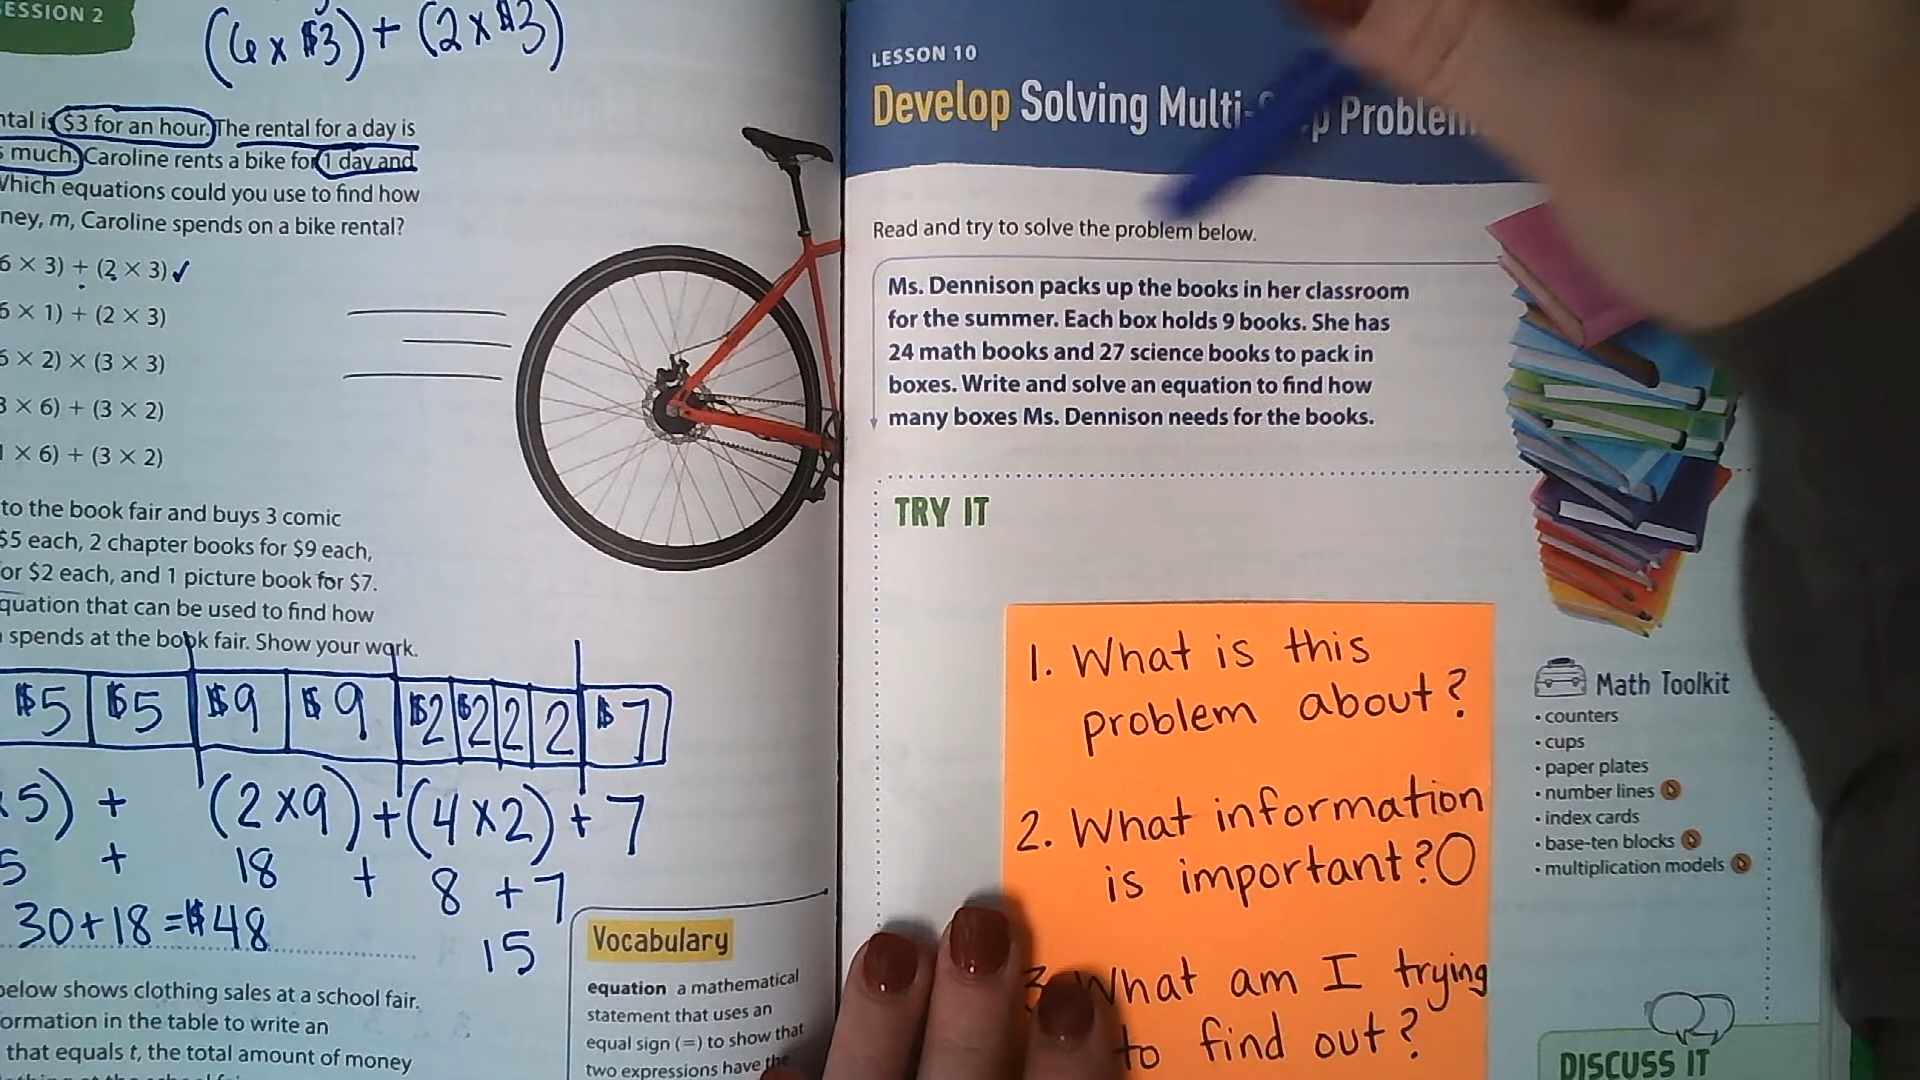 ESSION 2
(6 x $3) + (2 x $3)
ntal is $3 for an hour. The rental for a day is
s much. Caroline rents a bike for 1 day and
Which equations could you use to find how
ney, m, Caroline spends on a bike rental?
6 × 3) + (2 × 3) ✓
6 × 1) + (2 × 3)
6 × 2) × (3 × 3)
3 × 6) + (3 × 2)
1 × 6) + (3 × 2)
to the book fair and buys 3 comic
$5 each, 2 chapter books for $9 each,
or $2 each, and 1 picture book for $7.
quation that can be used to find how
spends at the book fair. Show your work.
$5 $5 $9 $9 $2 $2 2 2 $7
x5) + (2 x 9) + (4 x 2) + 7
5 + 18 + 8 + 7
30+18 = $48 15
below shows clothing sales at a school fair.
ormation in the table to write an
that equals t, the total amount of money
Vocabulary
equation a mathematical
statement that uses an
equal sign (=) to show that
two expressions have the
LESSON 10
Develop Solving Multi- p Problem
Read and try to solve the problem below.
Ms. Dennison packs up the books in her classroom
for the summer. Each box holds 9 books. She has
24 math books and 27 science books to pack in
boxes. Write and solve an equation to find how
many boxes Ms. Dennison needs for the books.
TRY IT
1. What is this
problem about?
2. What information
is important?
3. What am I trying
to find out?
Math Toolkit
• counters
• cups
• paper plates
• number lines
• index cards
• base-ten blocks
• multiplication models
DISCUSS IT